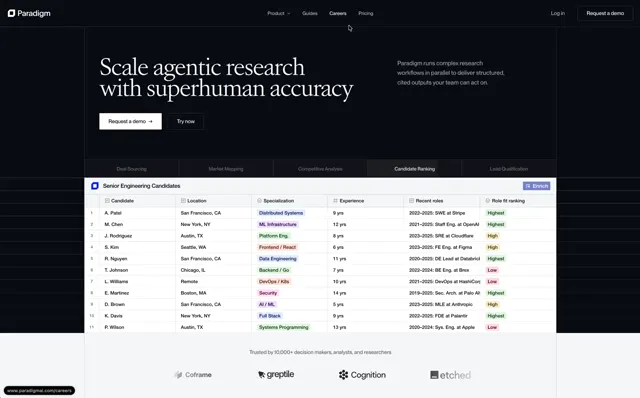 Paradigm
Product
Guides
Careers
Pricing
Log in
Request a demo
Scale agentic research
with superhuman accuracy
Paradigm runs complex research
workflows in parallel to deliver structured,
cited outputs your team can act on.
Request a demo →
Try now
Deal Sourcing
Market Mapping
Competitive Analysis
Candidate Ranking
Lead Qualification
Senior Engineering Candidates
Enrich
Candidate Location Specialization Experience Recent roles Role fit ranking
1 A. Patel San Francisco, CA Distributed Systems 9 yrs 2022–2025: SWE at Stripe Highest
2 M. Chen New York, NY ML Infrastructure 12 yrs 2021–2025: Staff Eng. at OpenAI Highest
3 J. Rodriguez Austin, TX Platform Eng. 8 yrs 2023–2025: SRE at Cloudflare High
4 S. Kim Seattle, WA Frontend / React 6 yrs 2023–2025: FE Eng. at Figma High
5 R. Nguyen San Francisco, CA Data Engineering 11 yrs 2020–2025: DE Lead at Databric Highest
6 T. Johnson Chicago, IL Backend / Go 7 yrs 2022–2024: BE Eng. at Brex Low
7 L. Williams Remote DevOps / K8s 10 yrs 2021–2025: DevOps at HashiCor Low
8 E. Martinez Boston, MA Security 14 yrs 2019–2025: Sec. Arch. at Palo Al Highest
9 D. Brown San Francisco, CA AI / ML 5 yrs 2023–2025: MLE at Anthropic High
10 K. Davis New York, NY Full Stack 9 yrs 2022–2025: FDE at Palantir Highest
11 P. Wilson Austin, TX Systems Programming 13 yrs 2020–2024: Sys. Eng. at Apple Low
Trusted by 10,000+ decision makers, analysts, and researchers
Coframe
greptile
Cognition
etched
www.paradigmai.com/careers